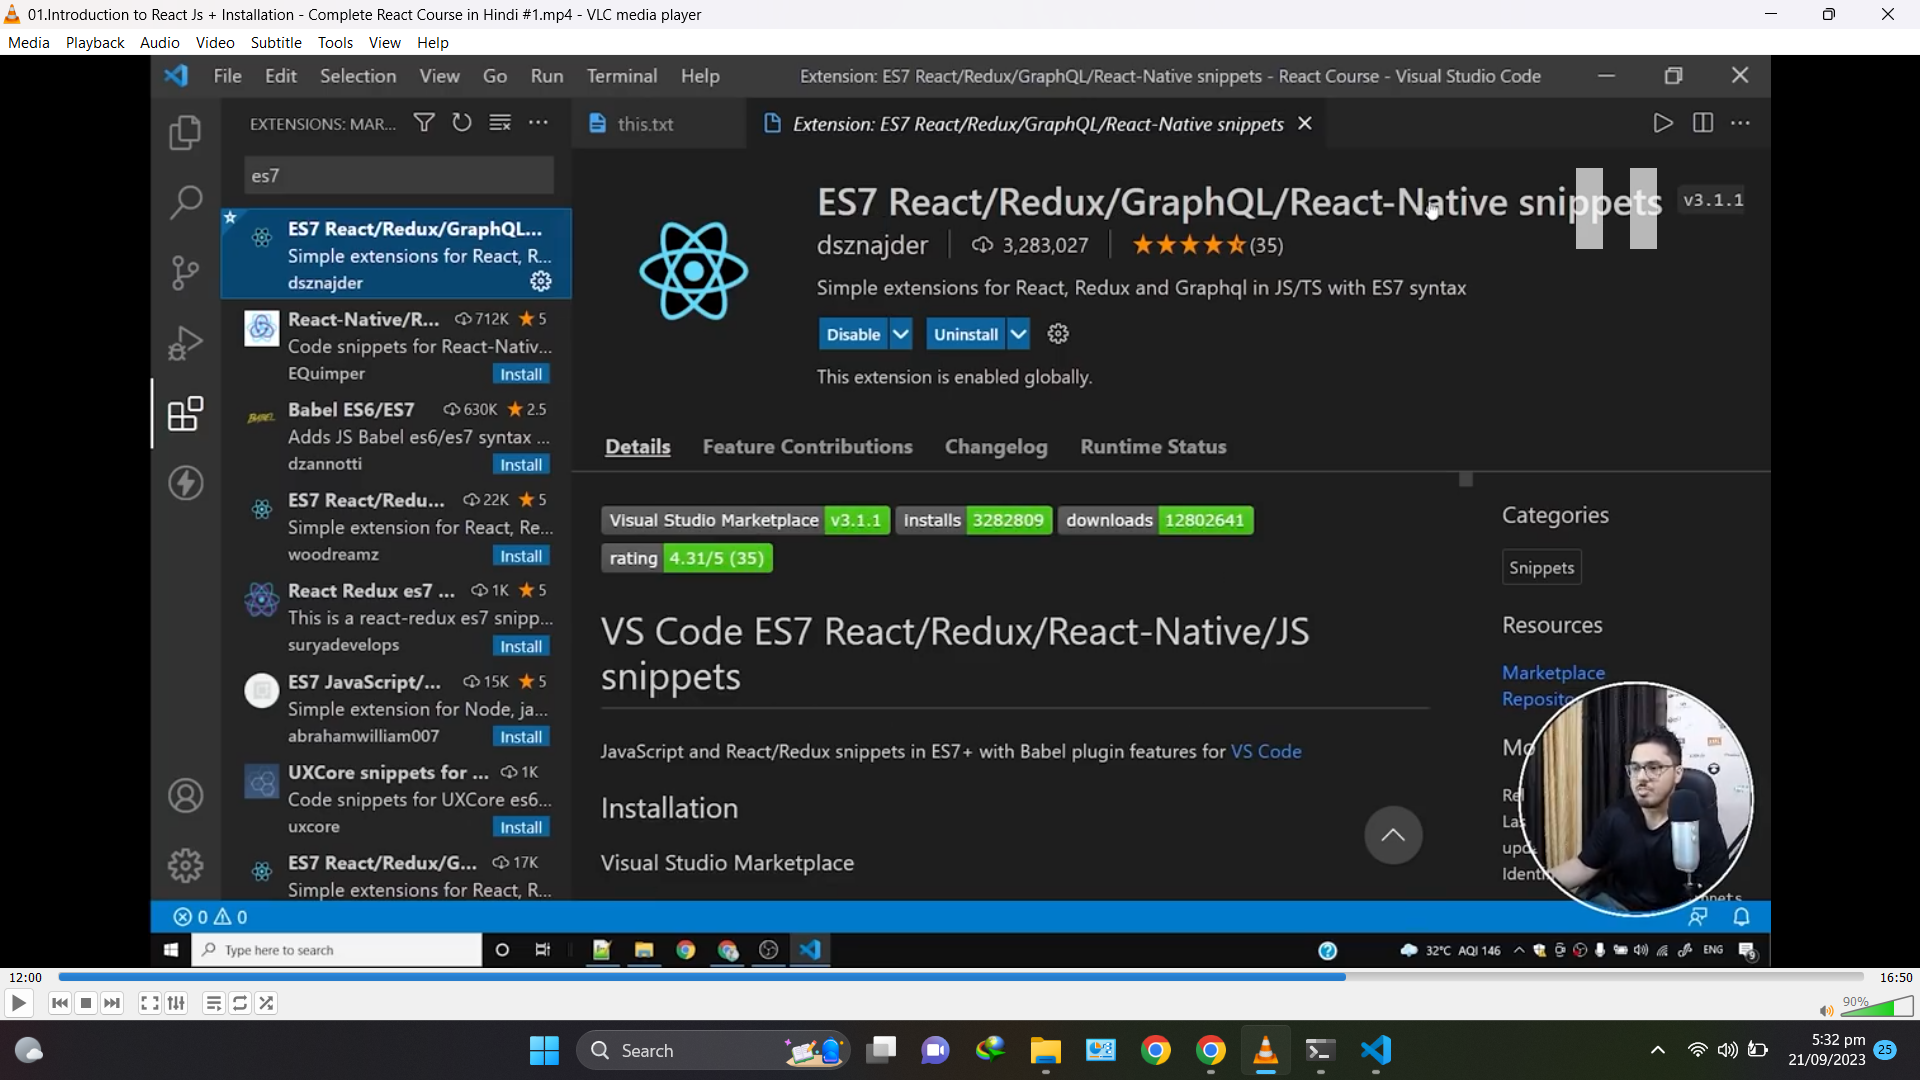 01.Introduction to React Js + Installation - Complete React Course in Hindi #1.mp4 - VLC media player
Media Playback Audio Video Subtitle Tools View Help
File Edit Selection View Go Run Terminal Help
Extension: ES7 React/Redux/GraphQL/React-Native snippets - React Course - Visual Studio Code
EXTENSIONS: MAR...
this.txt
Extension: ES7 React/Redux/GraphQL/React-Native snippets
es7
ES7 React/Redux/GraphQL...
Simple extensions for React, R...
dsznajder
React-Native/R... 712K 5
Code snippets for React-Nativ...
EQuimper Install
Babel ES6/ES7 630K 2.5
Adds JS Babel es6/es7 syntax ...
dzannotti Install
ES7 React/Redu... 22K 5
Simple extension for React, Re...
woodreamz Install
React Redux es7 ... 1K 5
This is a react-redux es7 snipp...
suryadevelops Install
ES7 JavaScript/... 15K 5
Simple extension for Node, ja...
abrahamwilliam007 Install
UXCore snippets for ... 1K
Code snippets for UXCore es6...
uxcore Install
ES7 React/Redux/G... 17K
Simple extensions for React, R...
ES7 React/Redux/GraphQL/React-Native snippets v3.1.1
dsznajder 3,283,027 (35)
Simple extensions for React, Redux and Graphql in JS/TS with ES7 syntax
Disable Uninstall
This extension is enabled globally.
Details Feature Contributions Changelog Runtime Status
Visual Studio Marketplace v3.1.1 installs 3282809 downloads 12802641
rating 4.31/5 (35)
VS Code ES7 React/Redux/React-Native/JS
snippets
JavaScript and React/Redux snippets in ES7+ with Babel plugin features for VS Code
Installation
Visual Studio Marketplace
Categories
Snippets
Resources
Marketplace
Reposito
Mo
Rel
Las
upd
Identi
0 0
Type here to search
32°C AQI 146 ENG
9
12:00 16:50
90%
Search
5:32 pm
21/09/2023
25